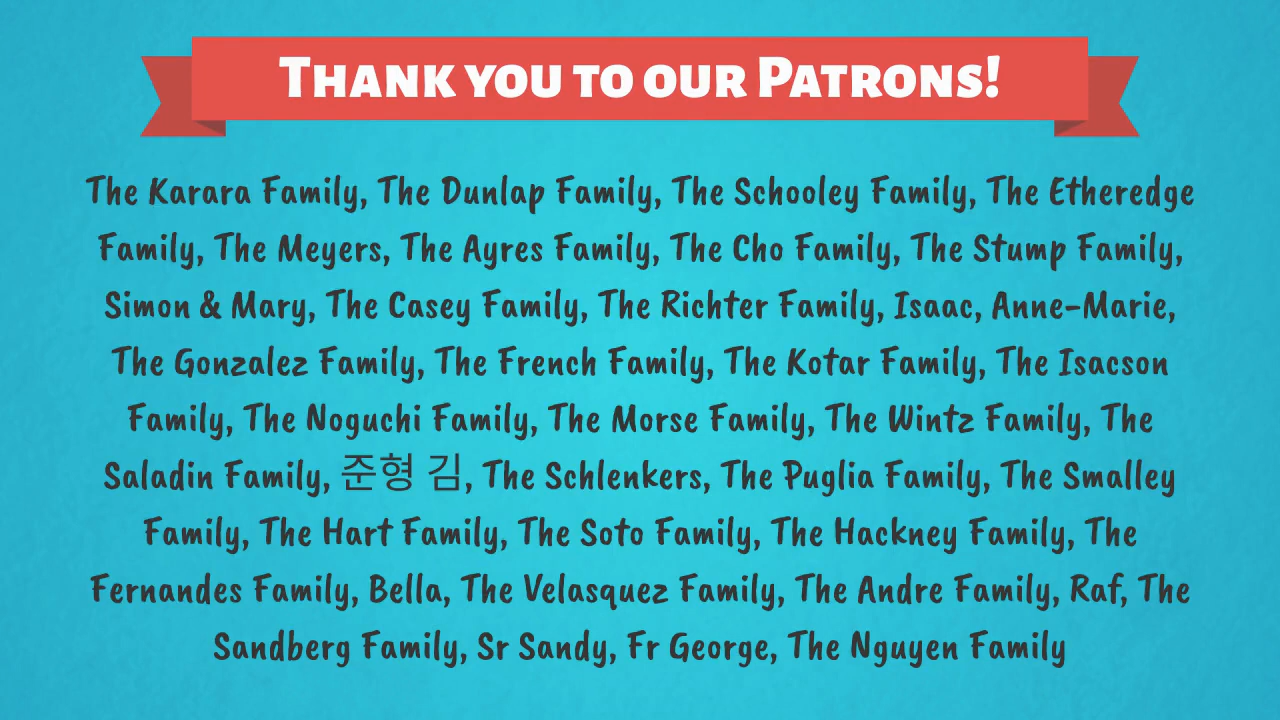 Thank you to our Patrons!
The Karara Family, The Dunlap Family, The Schooley Family, The Etheredge
Family, The Meyers, The Ayres Family, The Cho Family, The Stump Family,
Simon & Mary, The Casey Family, The Richter Family, Isaac, Anne-Marie,
The Gonzalez Family, The French Family, The Kotar Family, The Isacson
Family, The Noguchi Family, The Morse Family, The Wintz Family, The
Saladin Family, 준형 김, The Schlenkers, The Puglia Family, The Smalley
Family, The Hart Family, The Soto Family, The Hackney Family, The
Fernandes Family, Bella, The Velasquez Family, The Andre Family, Raf, The
Sandberg Family, Sr Sandy, Fr George, The Nguyen Family